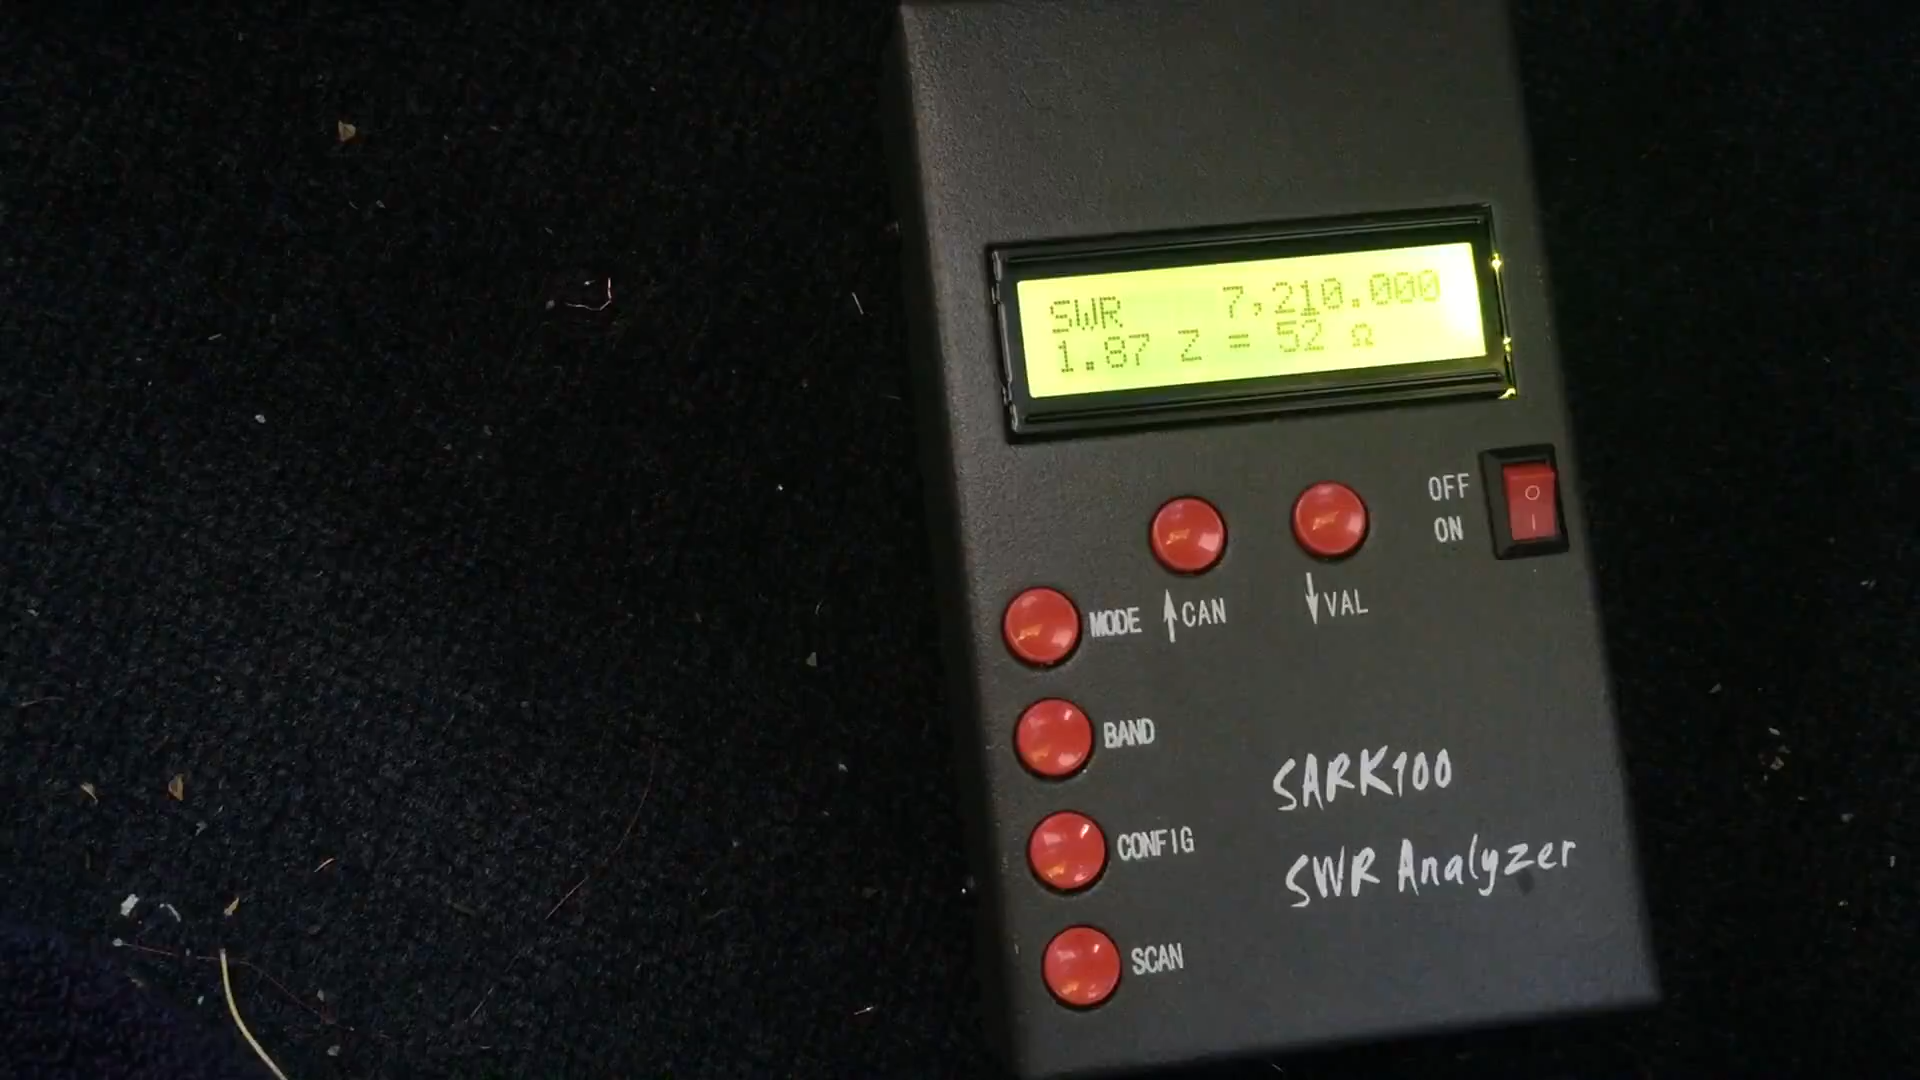 SWR 7,210.000
1.87 Z = 52 Ω
OFF
ON
↑CAN
↓VAL
MODE
BAND
CONFIG
SCAN
SARK100
SWR Analyzer